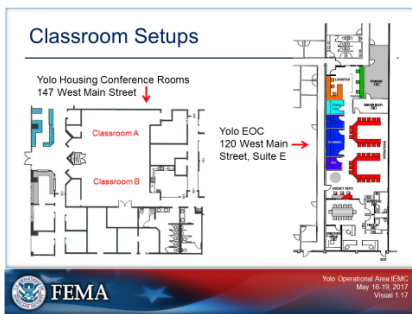 Classroom Setups
Yolo Housing Conference Rooms
147 West Main Street
Classroom A
Classroom B
Yolo EOC
120 West Main
Street, Suite E
FEMA
Yolo Operational Area IEMC
May 16-19, 2017
Visual 1.17